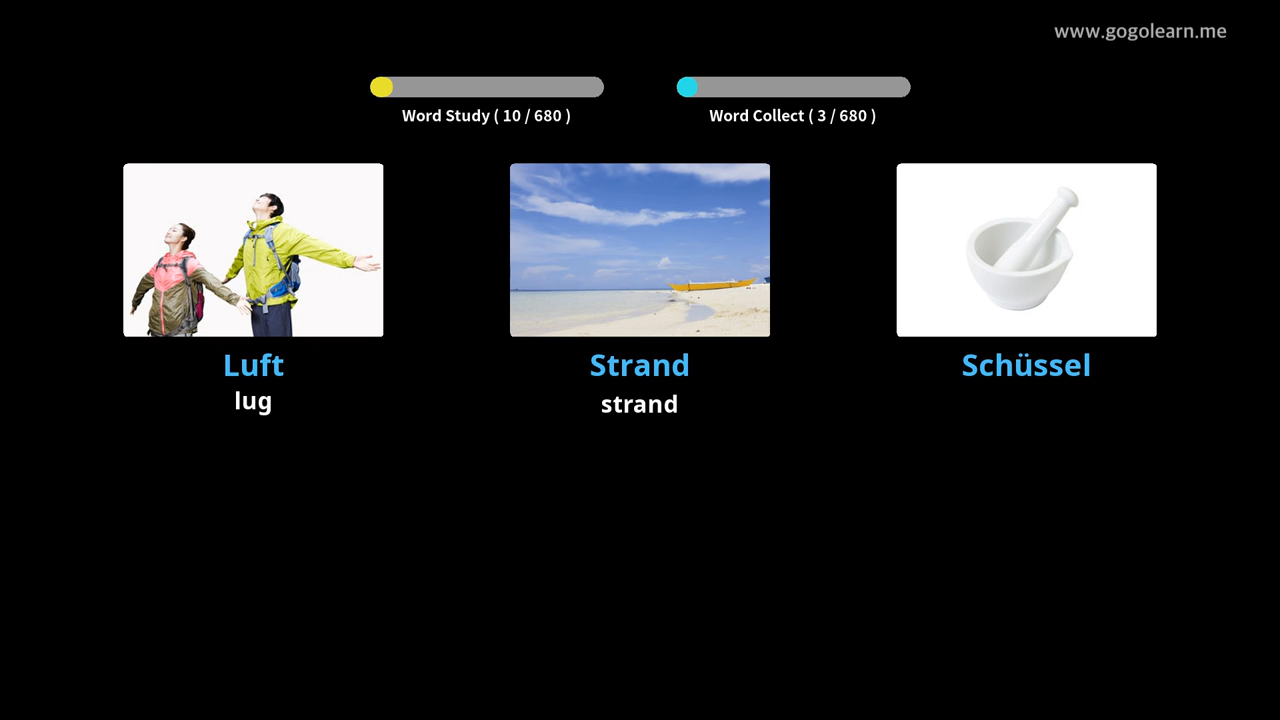 www.gogolearn.me
Word Study ( 10 / 680 )
Word Collect ( 3 / 680 )
Luft
lug
Strand
strand
Schüssel